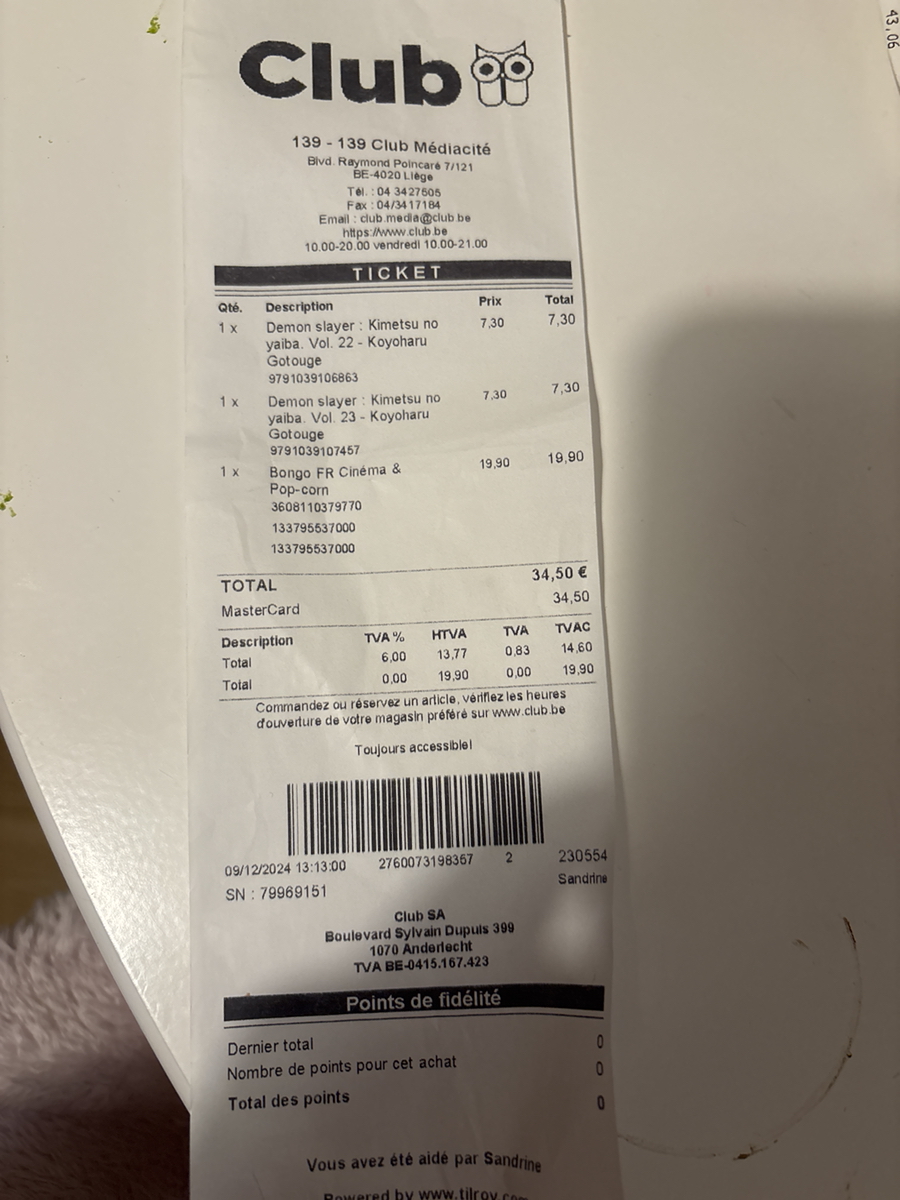 43,06
Club
139 - 139 Club Médiacité
Blvd. Raymond Poincaré 7/121
BE-4020 Liège
Tél. : 04 3427605
Fax : 04/3417184
Email : club.media@club.be
https://www.club.be
10.00-20.00 vendredi 10.00-21.00
TICKET
Qté. Description Prix Total
1 x Demon slayer : Kimetsu no 7,30 7,30
yaiba. Vol. 22 - Koyoharu
Gotouge
9791039106863
1 x Demon slayer : Kimetsu no 7,30 7,30
yaiba. Vol. 23 - Koyoharu
Gotouge
9791039107457
1 x Bongo FR Cinéma & 19,90 19,90
Pop-corn
3608110379770
133795537000
133795537000
TOTAL 34,50 €
MasterCard 34,50
Description TVA % HTVA TVA TVAC
Total 6,00 13,77 0,83 14,60
Total 0,00 19,90 0,00 19,90
Commandez ou réservez un article, vérifiez les heures
d'ouverture de votre magasin préféré sur www.club.be
Toujours accessible!
09/12/2024 13:13:00 2760073198357 2 230554
SN : 79969151 Sandrine
Club SA
Boulevard Sylvain Dupuis 399
1070 Anderlecht
TVA BE-0415.167.423
Points de fidélité
Dernier total 0
Nombre de points pour cet achat 0
Total des points 0
Vous avez été aidé par Sandrine
Powered by www.tilroy.com